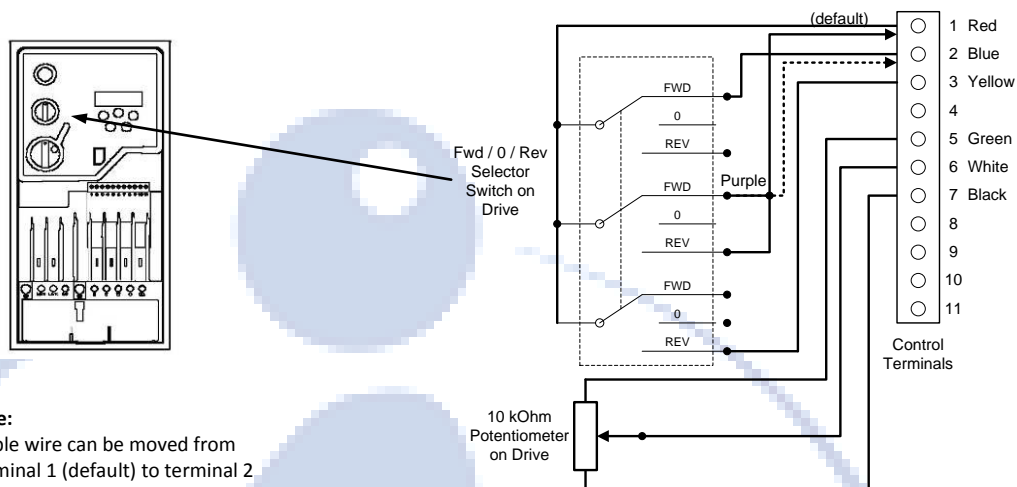 (default)
1 Red
2 Blue
3 Yellow
4
5 Green
6 White
7 Black
8
9
10
11
Control
Terminals
FWD
0
REV
Purple
FWD
0
REV
FWD
0
REV
Fwd / 0 / Rev
Selector
Switch on
Drive
10 kOhm
Potentiometer
on Drive
e:
ple wire can be moved from
minal 1 (default) to terminal 2